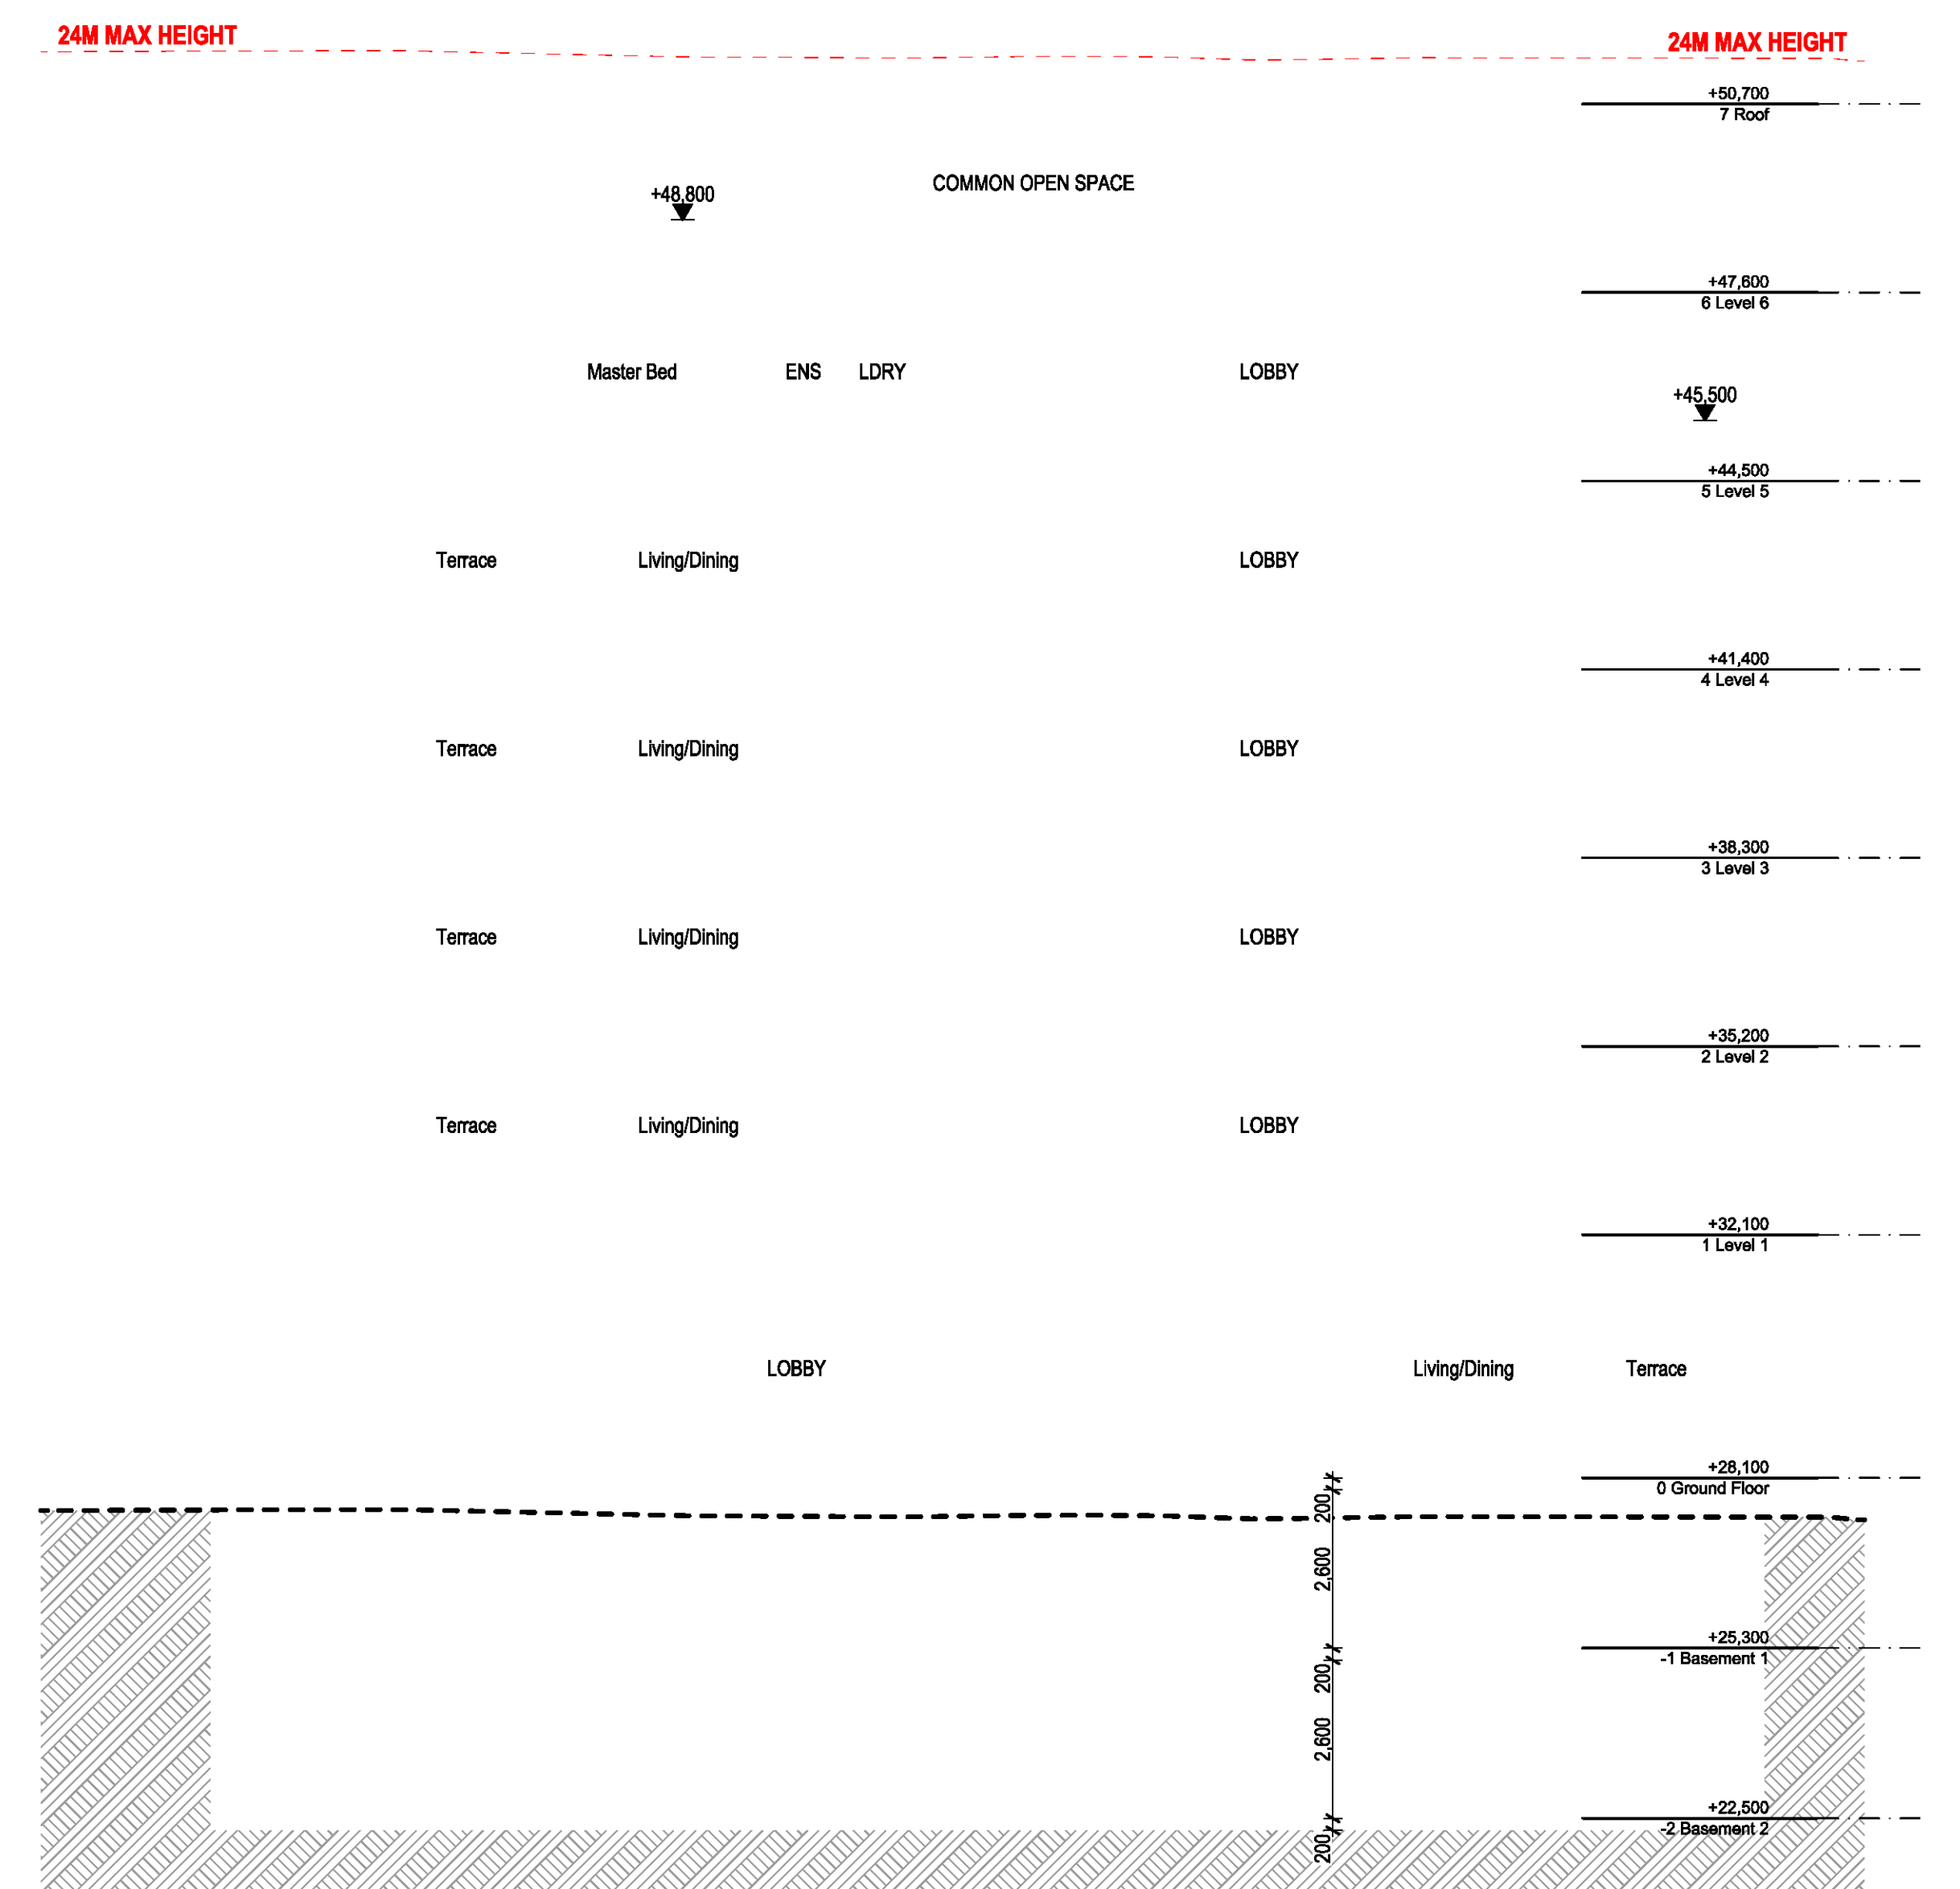 24M MAX HEIGHT
24M MAX HEIGHT
+50,700
7 Roof
COMMON OPEN SPACE
+48,800
+47,600
6 Level 6
Master Bed ENS LDRY LOBBY
+45,500
+44,500
5 Level 5
Terrace Living/Dining LOBBY
+41,400
4 Level 4
Terrace Living/Dining LOBBY
+38,300
3 Level 3
Terrace Living/Dining LOBBY
+35,200
2 Level 2
Terrace Living/Dining LOBBY
+32,100
1 Level 1
LOBBY Living/Dining Terrace
+28,100
0 Ground Floor
200
2,600
+25,300
-1 Basement 1
200
2,600
+22,500
-2 Basement 2
200